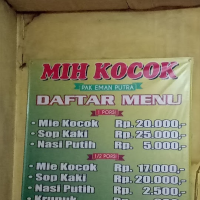 MIH KOCOK
PAK EMAN PUTRA
DAFTAR MENU
1 PORSI
- Mie Kocok Rp. 20.000,-
- Sop Kaki Rp. 25.000,-
- Nasi Putih Rp. 5.000,-
1/2 PORSI
- Mie Kocok Rp. 17.000,-
- Sop Kaki Rp. 20.000,-
- Nasi Putih Rp. 2.500,-
- Krupuk Rp.